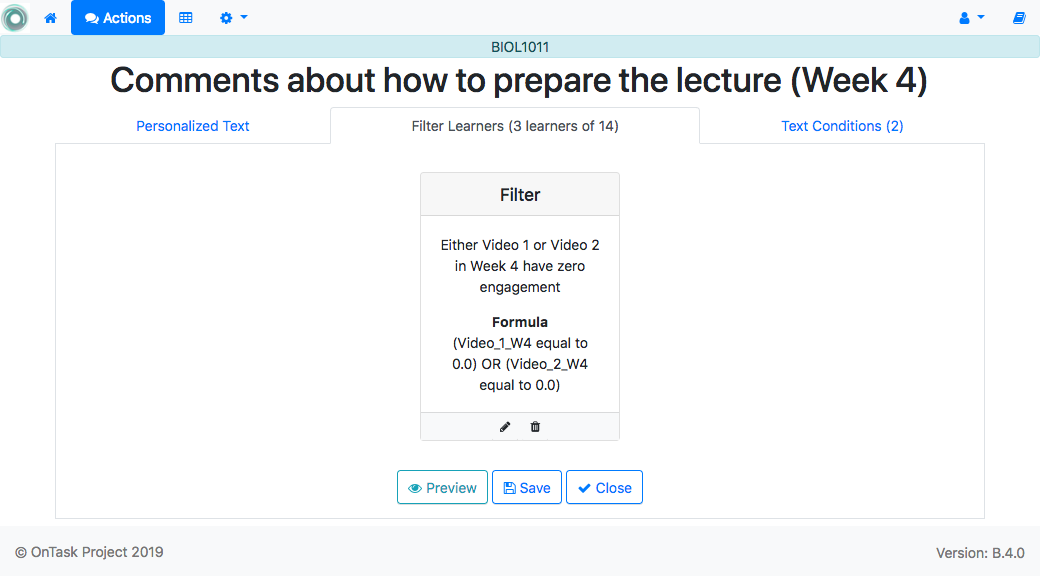 Actions
BIOL1011
Comments about how to prepare the lecture (Week 4)
Personalized Text
Filter Learners (3 learners of 14)
Text Conditions (2)
Filter
Either Video 1 or Video 2
in Week 4 have zero
engagement
Formula
(Video_1_W4 equal to
0.0) OR (Video_2_W4
equal to 0.0)
Preview
Save
Close
© OnTask Project 2019
Version: B.4.0